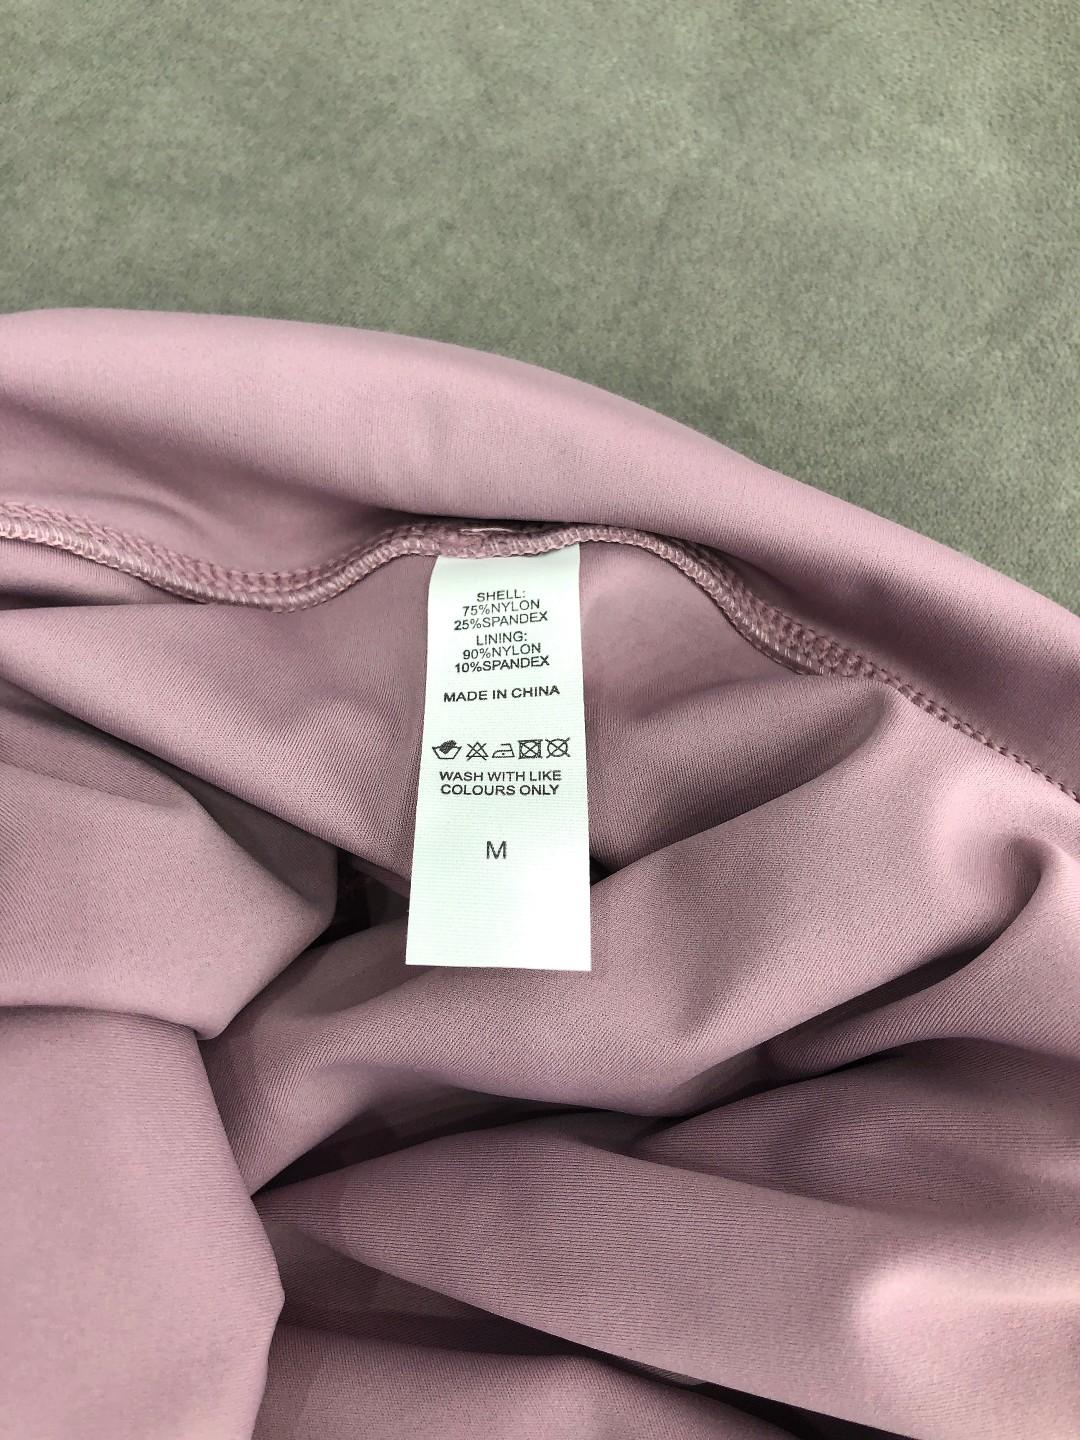 SHELL:
75%NYLON
25%SPANDEX
LINING:
90%NYLON
10%SPANDEX
MADE IN CHINA
WASH WITH LIKE
COLOURS ONLY
M